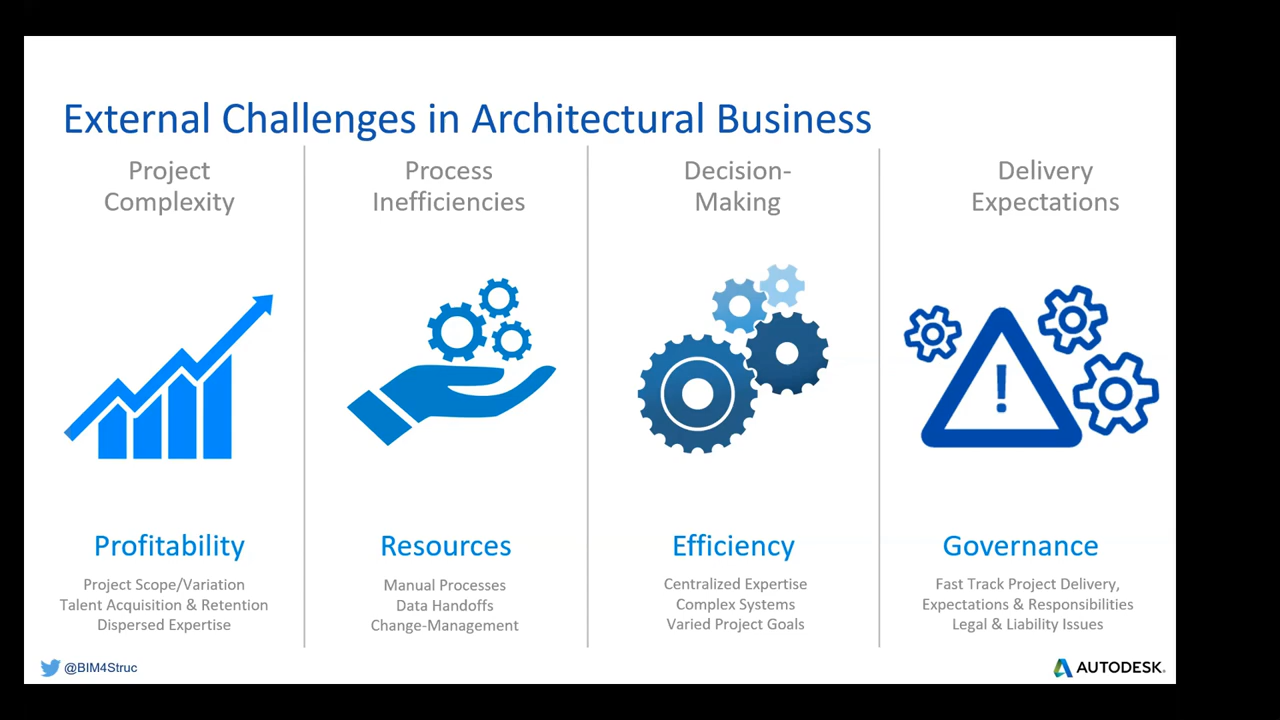 External Challenges in Architectural Business
Project
Complexity
Profitability
Project Scope/Variation
Talent Acquisition & Retention
Dispersed Expertise
Process
Inefficiencies
Resources
Manual Processes
Data Handoffs
Change-Management
Decision-
Making
Efficiency
Centralized Expertise
Complex Systems
Varied Project Goals
Delivery
Expectations
!
Governance
Fast Track Project Delivery,
Expectations & Responsibilities
Legal & Liability Issues
@BIM4Struc
AUTODESK.